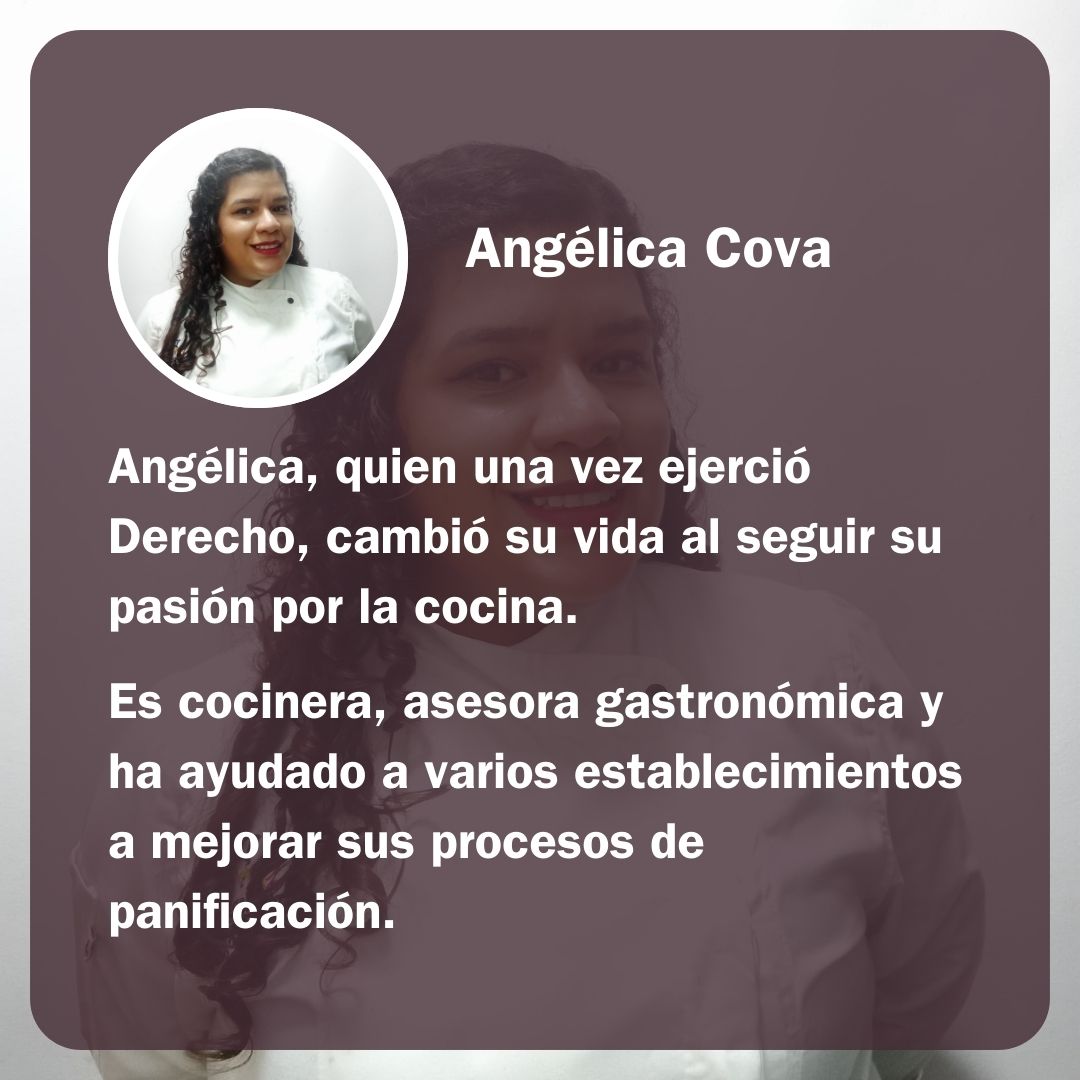 Angélica Cova
Angélica, quien una vez ejerció
Derecho, cambió su vida al seguir su
pasión por la cocina.
Es cocinera, asesora gastronómica y
ha ayudado a varios establecimientos
a mejorar sus procesos de
panificación.